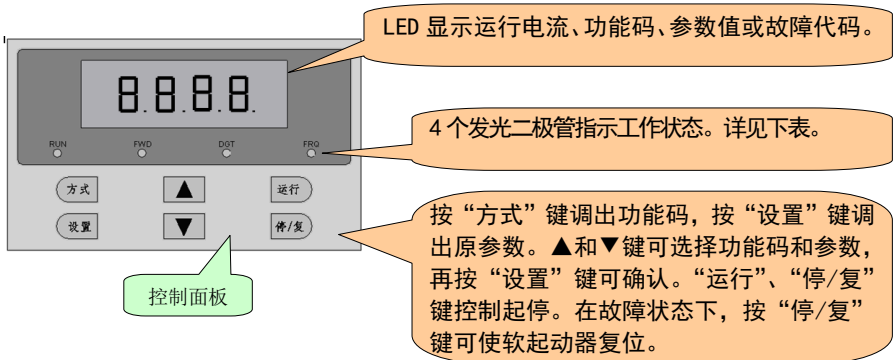 LED 显示运行电流、功能码、参数值或故障代码。
8.8.8.8.
4 个发光二极管指示工作状态。详见下表。
RUN FWD DGT FRQ
方式 ▲ 运行
设置 ▼ 停/复
按“方式”键调出功能码，按“设置”键调
出原参数。▲和▼键可选择功能码和参数，
再按“设置”键可确认。“运行”、“停/复”
键控制起停。在故障状态下，按“停/复”
键可使软起动器复位。
控制面板